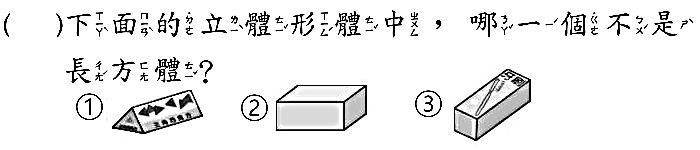 (　)下面的立體形體中，哪一個不是
長方體？
① ② ③